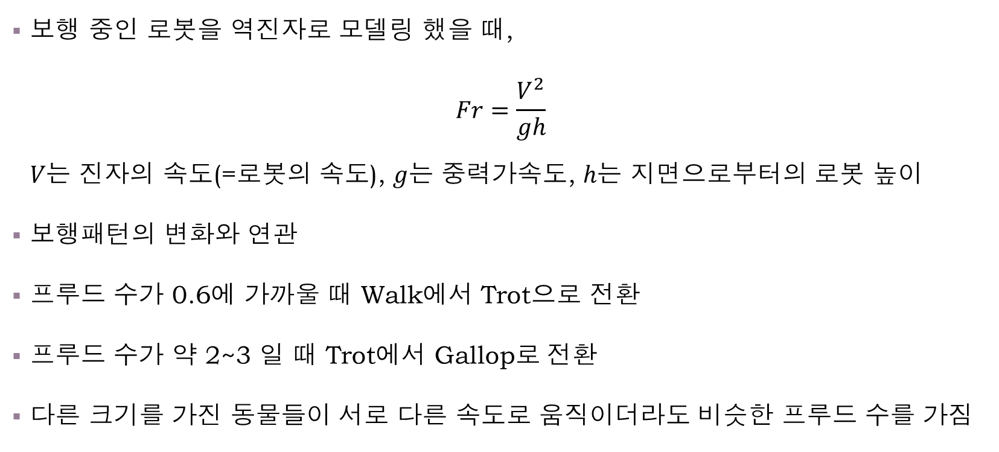 ▪ 보행 중인 로봇을 역진자로 모델링 했을 때,
Fr = V²/gh
V는 진자의 속도(=로봇의 속도), g는 중력가속도, h는 지면으로부터의 로봇 높이
▪ 보행패턴의 변화와 연관
▪ 프루드 수가 0.6에 가까울 때 Walk에서 Trot으로 전환
▪ 프루드 수가 약 2~3 일 때 Trot에서 Gallop로 전환
▪ 다른 크기를 가진 동물들이 서로 다른 속도로 움직이더라도 비슷한 프루드 수를 가짐